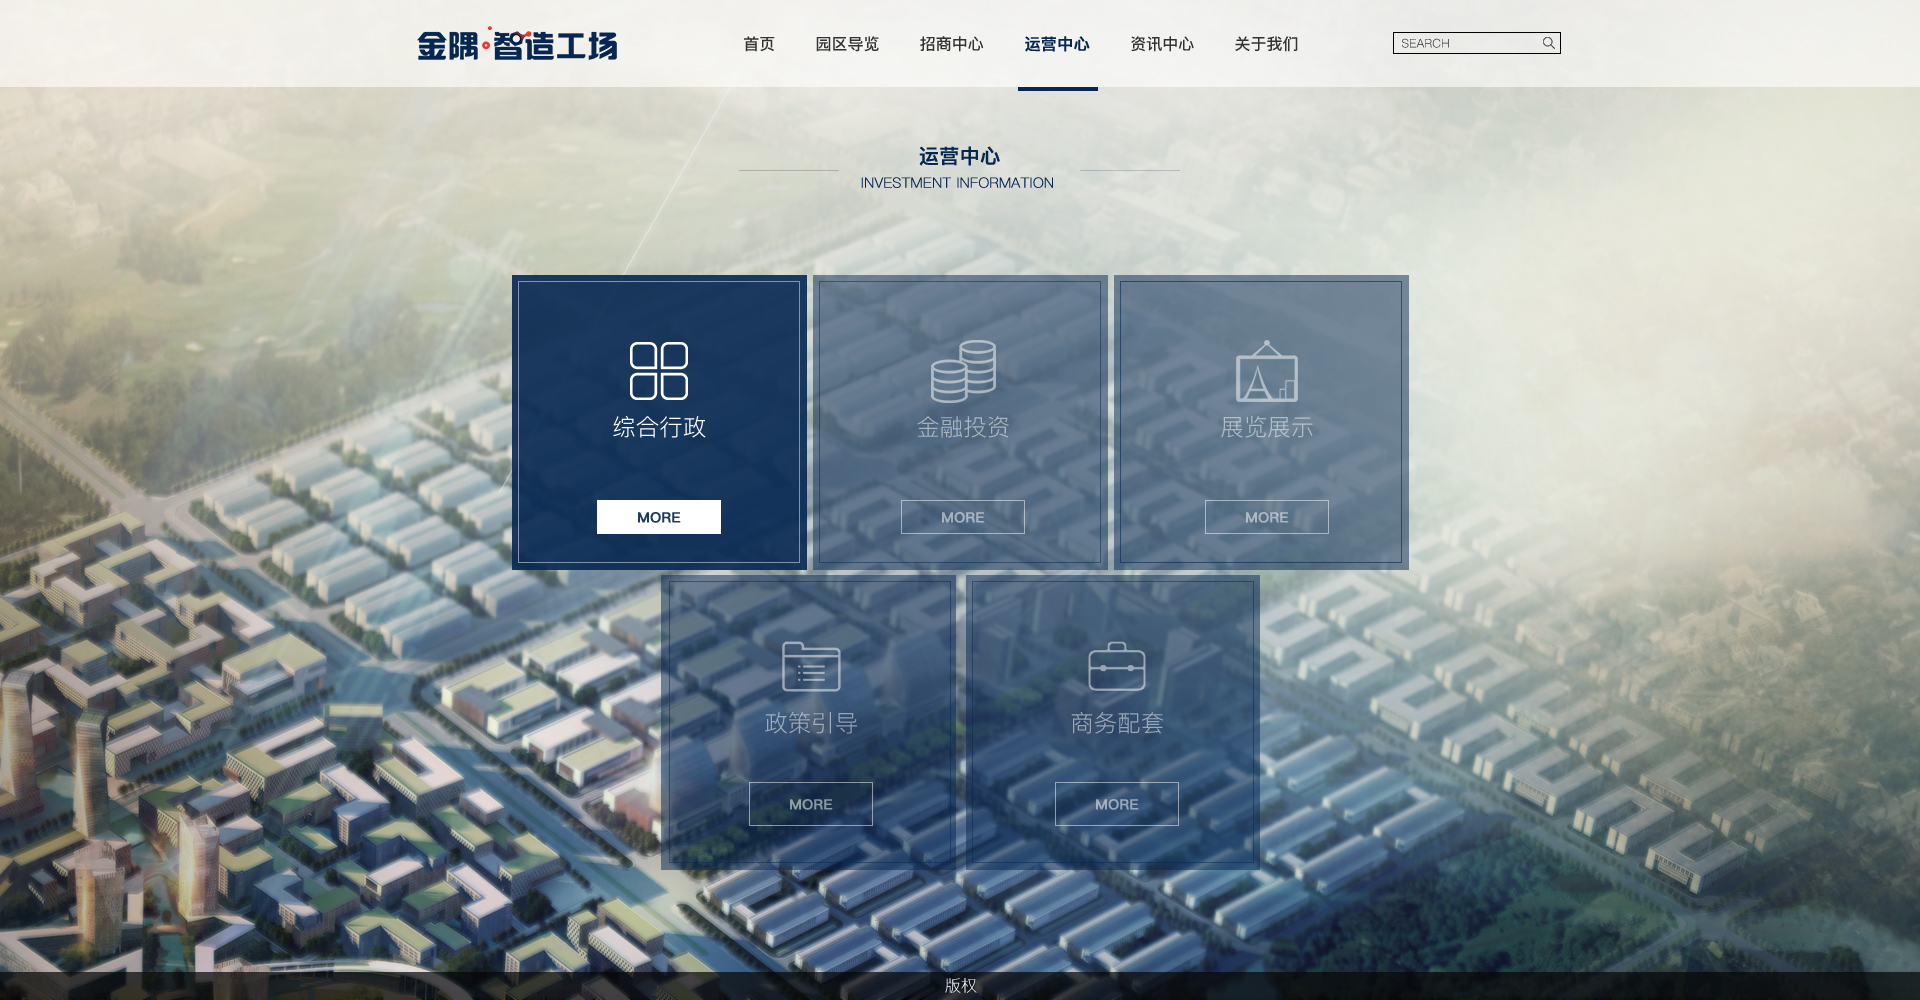 金隅·智造工场
首页 园区导览 招商中心 运营中心 资讯中心 关于我们
SEARCH
运营中心
INVESTMENT INFORMATION
综合行政
MORE
金融投资
MORE
展览展示
MORE
政策引导
MORE
商务配套
MORE
版权